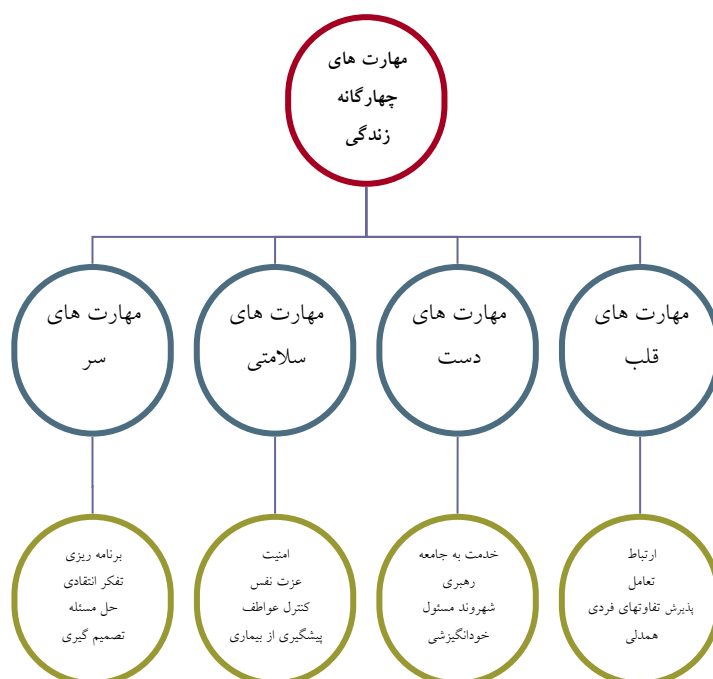 مهارت های
چهارگانه
زندگی
مهارت های
قلب
مهارت های
دست
مهارت های
سلامتی
مهارت های
سر
ارتباط
تعامل
پذیرش تفاوتهای فردی
همدلی
خدمت به جامعه
رهبری
شهروند مسئول
خودانگیزشی
امنیت
عزت نفس
کنترل عواطف
پیشگیری از بیماری
برنامه ریزی
تفکر انتقادی
حل مسئله
تصمیم گیری